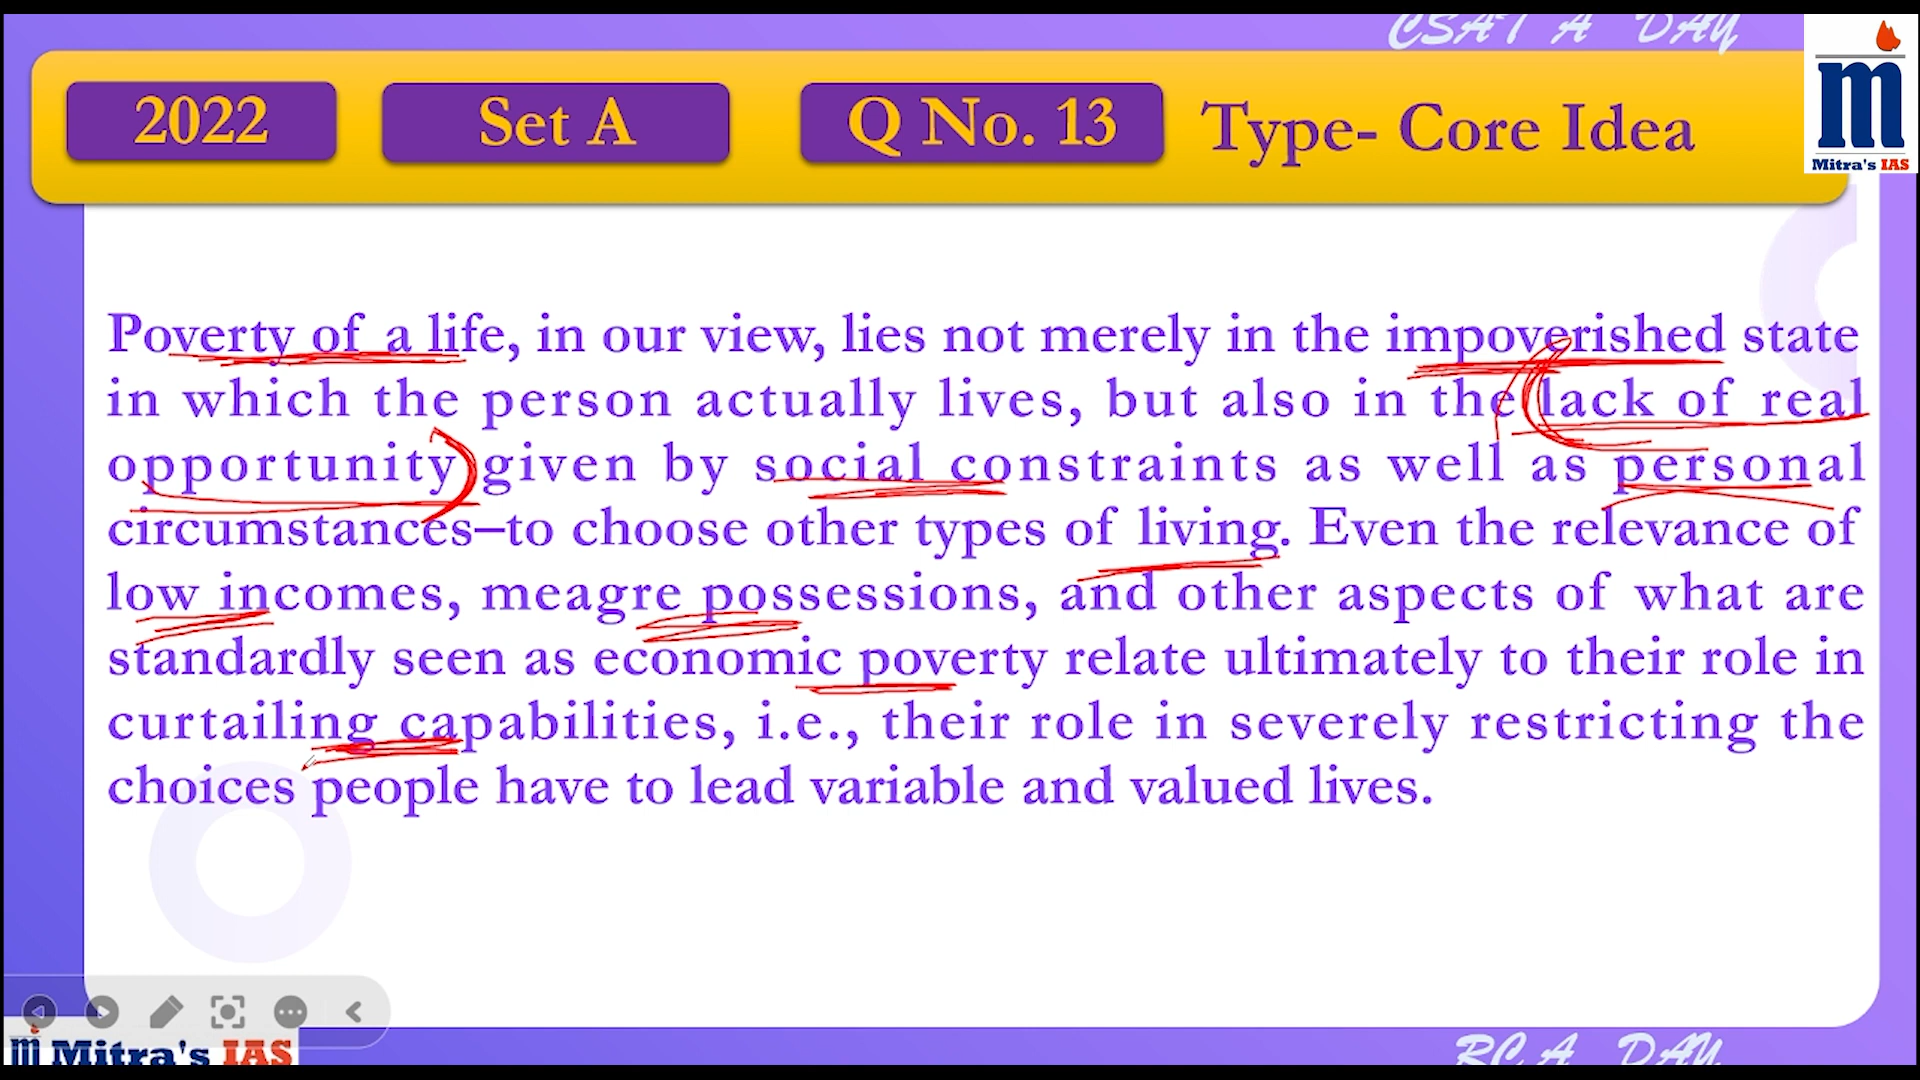 CSAT A DAY
2022
Set A
Q No. 13
Type- Core Idea
m
Mitra's IAS
Poverty of a life, in our view, lies not merely in the impoverished state
in which the person actually lives, but also in the lack of real
opportunity given by social constraints as well as personal
circumstances–to choose other types of living. Even the relevance of
low incomes, meagre possessions, and other aspects of what are
standardly seen as economic poverty relate ultimately to their role in
curtailing capabilities, i.e., their role in severely restricting the
choices people have to lead variable and valued lives.
m Mitra's IAS
RC A DAY